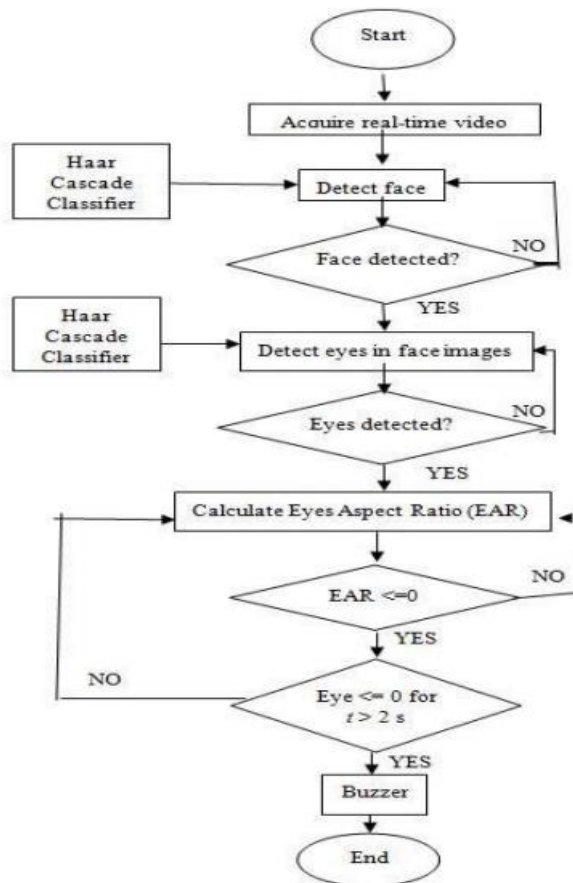 Start
Acquire real-time video
Haar
Cascade
Classifier
Detect face
NO
Face detected?
YES
Haar
Cascade
Classifier
Detect eyes in face images
NO
Eyes detected?
YES
Calculate Eyes Aspect Ratio (EAR)
NO
EAR <=0
YES
NO
Eye <= 0 for
t > 2 s
YES
Buzzer
End